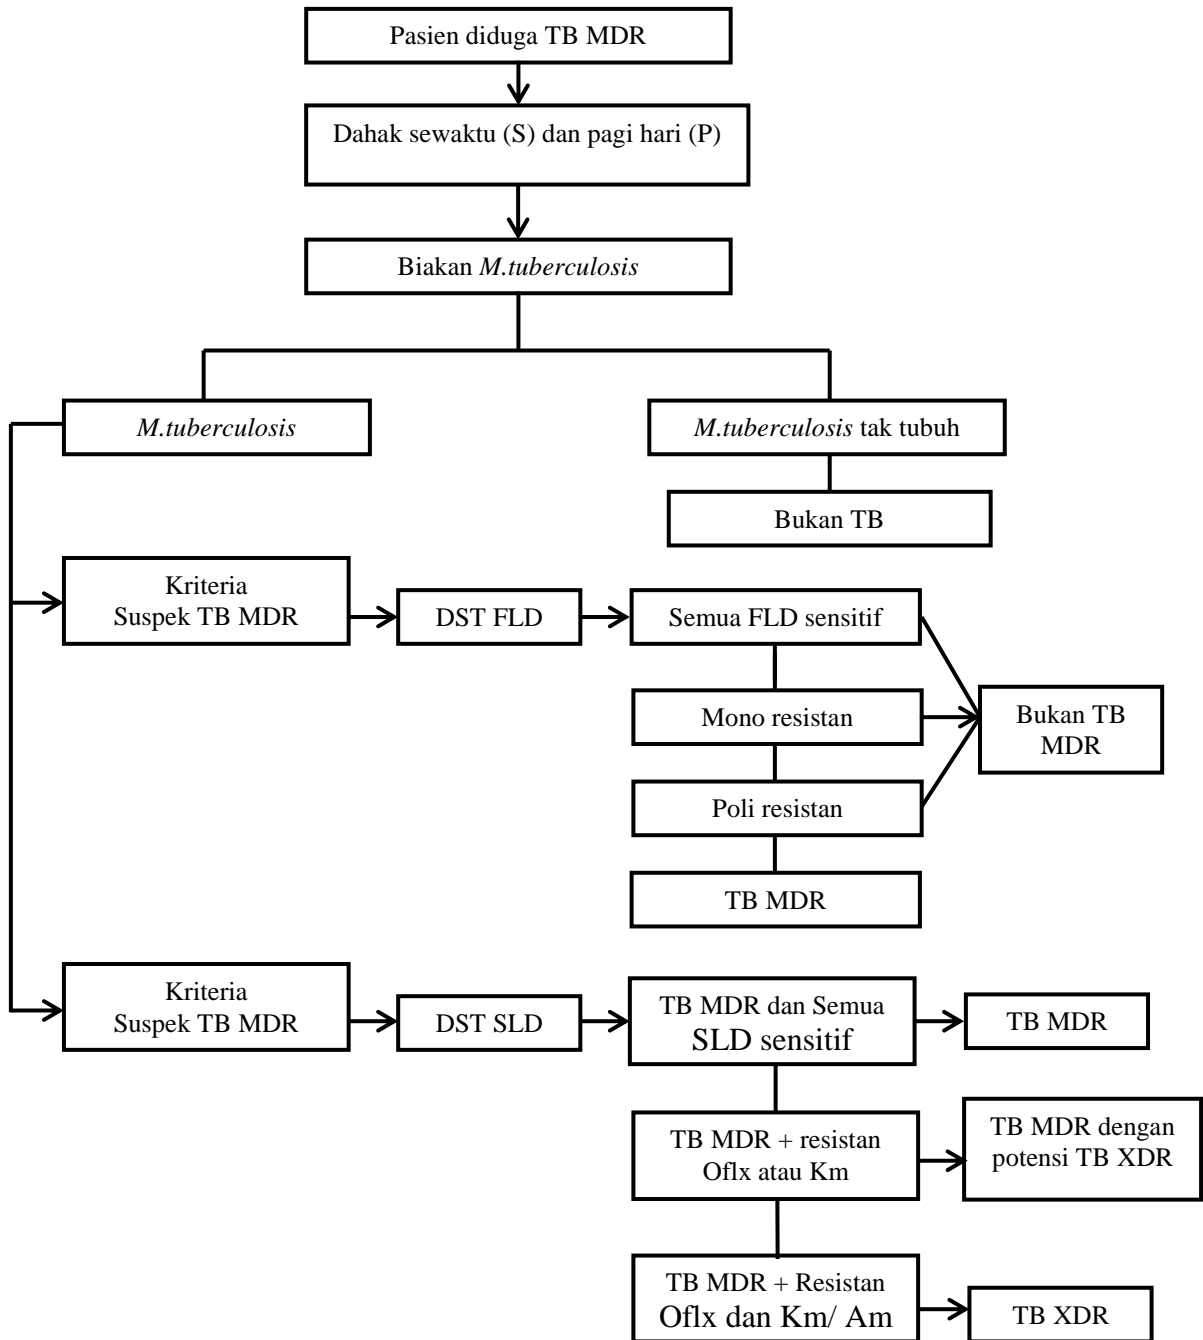 Pasien diduga TB MDR
Dahak sewaktu (S) dan pagi hari (P)
Biakan M.tuberculosis
M.tuberculosis
M.tuberculosis tak tubuh
Bukan TB
Kriteria
Suspek TB MDR
DST FLD
Semua FLD sensitif
Mono resistan
Poli resistan
TB MDR
Bukan TB
MDR
Kriteria
Suspek TB MDR
DST SLD
TB MDR dan Semua
SLD sensitif
TB MDR
TB MDR + resistan
Oflx atau Km
TB MDR dengan
potensi TB XDR
TB MDR + Resistan
Oflx dan Km/ Am
TB XDR